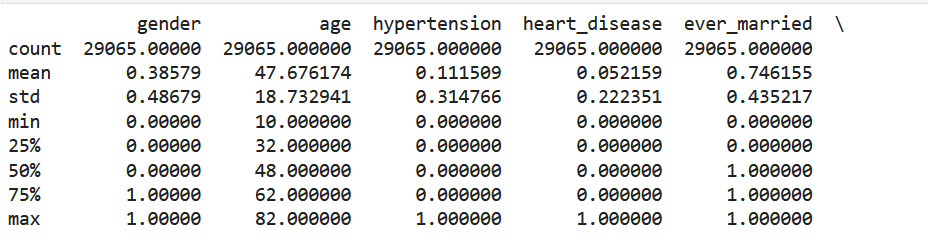 gender age hypertension heart_disease ever_married \
count 29065.00000 29065.000000 29065.000000 29065.000000 29065.000000
mean 0.38579 47.676174 0.111509 0.052159 0.746155
std 0.48679 18.732941 0.314766 0.222351 0.435217
min 0.00000 10.000000 0.000000 0.000000 0.000000
25% 0.00000 32.000000 0.000000 0.000000 0.000000
50% 0.00000 48.000000 0.000000 0.000000 1.000000
75% 1.00000 62.000000 0.000000 0.000000 1.000000
max 1.00000 82.000000 1.000000 1.000000 1.000000